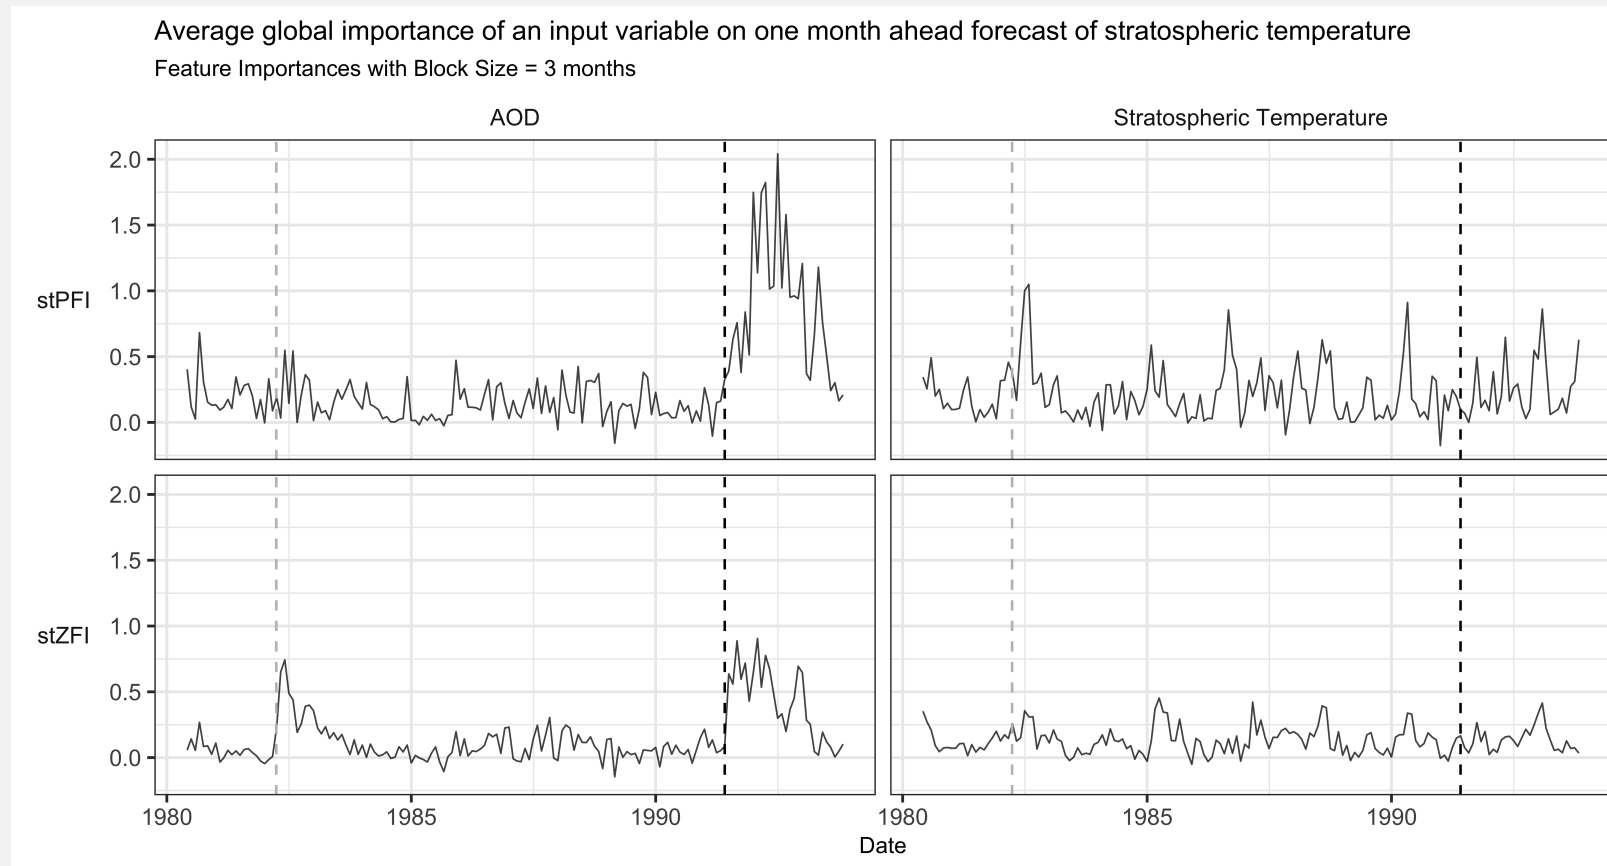 Average global importance of an input variable on one month ahead forecast of stratospheric temperature
Feature Importances with Block Size = 3 months
AOD
Stratospheric Temperature
stPFI
2.0
1.5
1.0
0.5
0.0
stZFI
2.0
1.5
1.0
0.5
0.0
1980
1985
1990
1980
1985
1990
Date